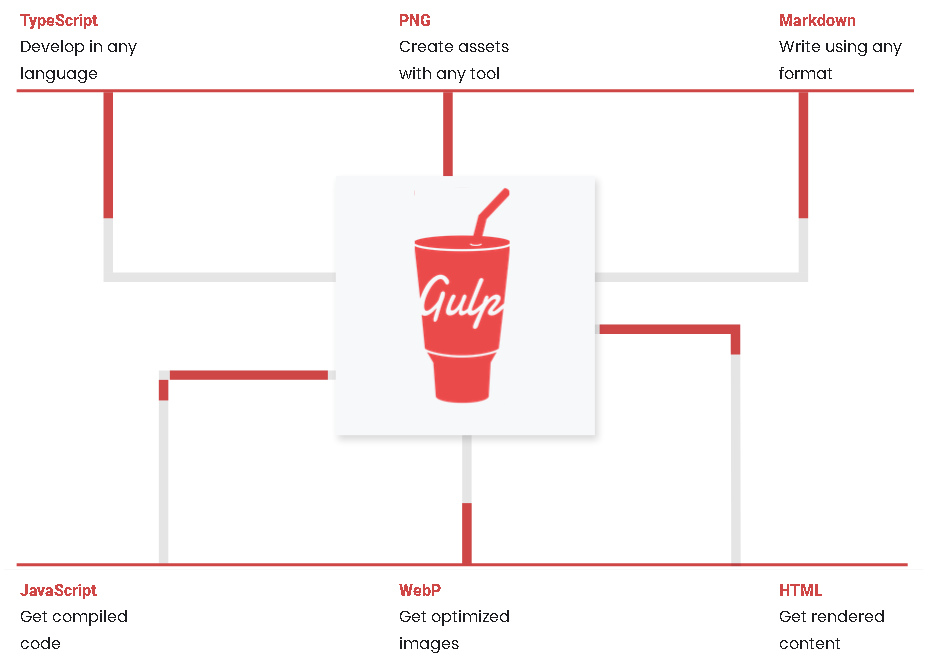 TypeScript
Develop in any
language
PNG
Create assets
with any tool
Markdown
Write using any
format
Gulp
JavaScript
Get compiled
code
WebP
Get optimized
images
HTML
Get rendered
content